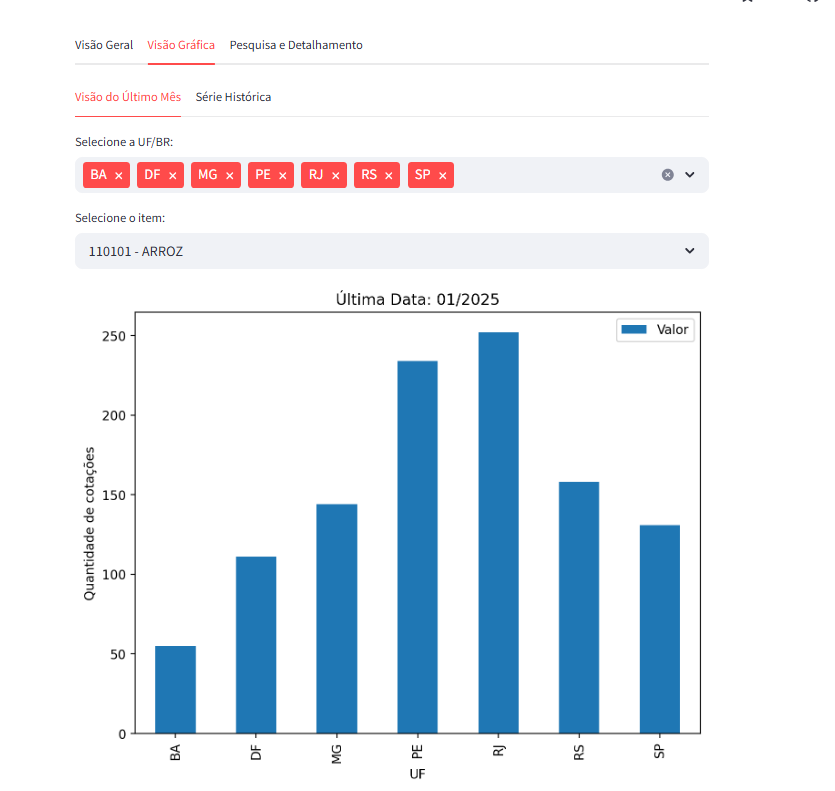 Visão Geral Visão Gráfica Pesquisa e Detalhamento
Visão do Último Mês Série Histórica
Selecione a UF/BR:
BA × DF × MG × PE × RJ × RS × SP ×
Selecione o item:
110101 - ARROZ
Última Data: 01/2025
Valor
Quantidade de cotações
250
200
150
100
50
0
BA DF MG PE RJ RS SP
UF